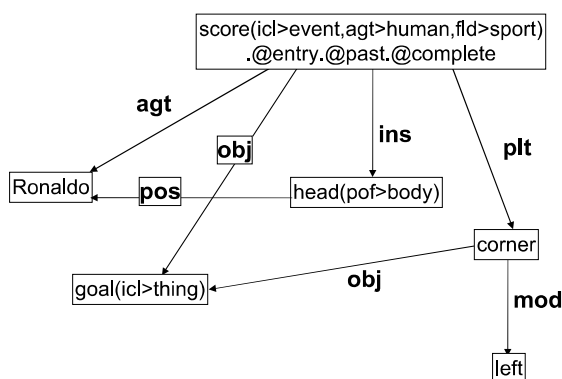 score(icl>event,agt>human,fld>sport)
.@entry.@past.@complete
agt
obj
ins
plt
Ronaldo
pos
head(pof>body)
corner
goal(icl>thing)
obj
mod
left